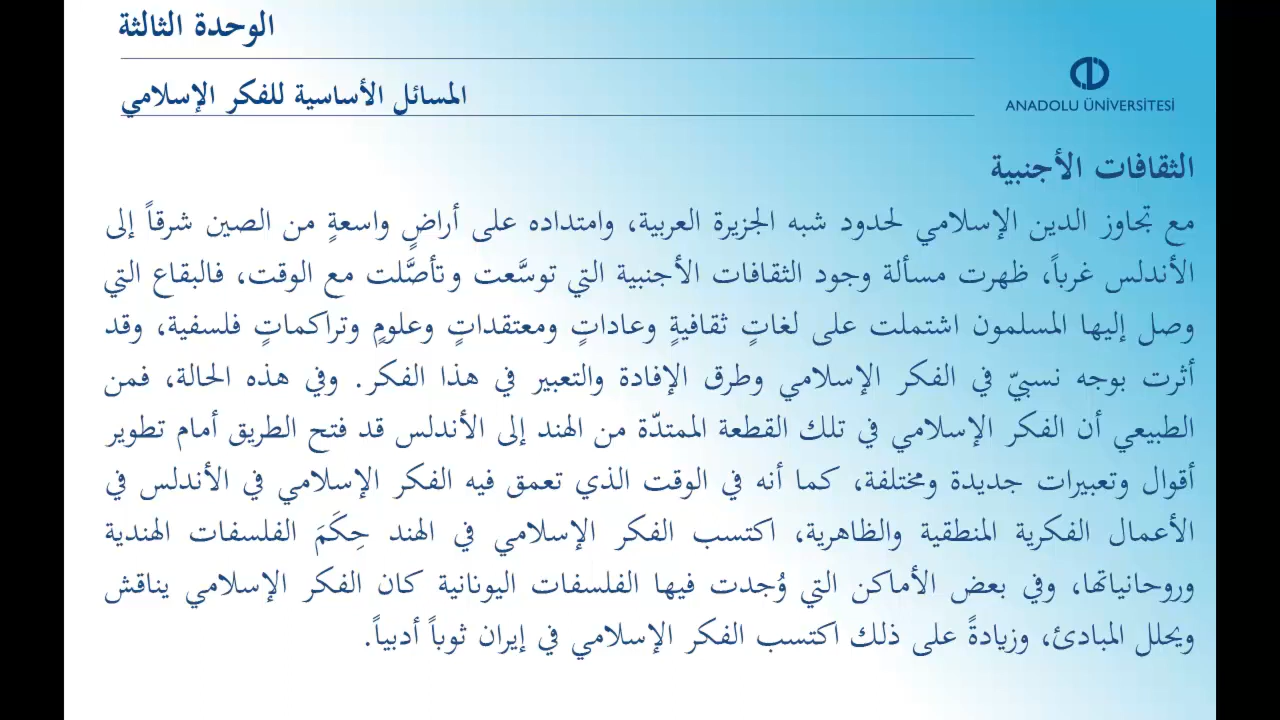 الوحدة الثالثة
المسائل الأساسية للفكر الإسلامي
ANADOLU ÜNİVERSİTESİ
الثقافات الأجنبية
مع تجاوز الدين الإسلامي لحدود شبه الجزيرة العربية، وامتداده على أراضٍ واسعةٍ من الصين شرقاً إلى
الأندلس غرباً، ظهرت مسألة وجود الثقافات الأجنبية التي توسَّعت وتأصَّلت مع الوقت، فالبقاع التي
وصل إليها المسلمون اشتملت على لغاتٍ ثقافيةٍ وعاداتٍ ومعتقداتٍ وعلومٍ وتراكماتٍ فلسفية، وقد
أثرت بوجه نسبيّ في الفكر الإسلامي وطرق الإفادة والتعبير في هذا الفكر. وفي هذه الحالة، فمن
الطبيعي أن الفكر الإسلامي في تلك القطعة الممتدّة من الهند إلى الأندلس قد فتح الطريق أمام تطوير
أقوال وتعبيرات جديدة ومختلفة، كما أنه في الوقت الذي تعمق فيه الفكر الإسلامي في الأندلس في
الأعمال الفكرية المنطقية والظاهرية، اكتسب الفكر الإسلامي في الهند حِكَمَ الفلسفات الهندية
وروحانياتها، وفي بعض الأماكن التي وُجدت فيها الفلسفات اليونانية كان الفكر الإسلامي يناقش
ويحلل المبادئ، وزيادةً على ذلك اكتسب الفكر الإسلامي في إيران ثوباً أدبياً.